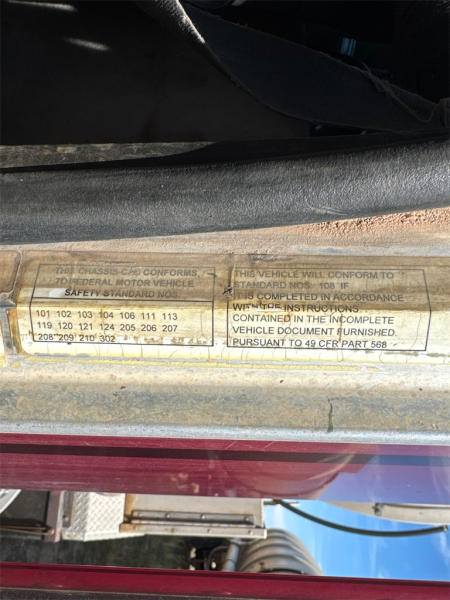 THIS CHASSIS-CAB CONFORMS
TO FEDERAL MOTOR VEHICLE
SAFETY STANDARD NOS.
101 102 103 104 106 111 113
119 120 121 124 205 206 207
208 209 210 302
THIS VEHICLE WILL CONFORM TO
STANDARD NOS. 108 IF
IT IS COMPLETED IN ACCORDANCE
WITH THE INSTRUCTIONS
CONTAINED IN THE INCOMPLETE
VEHICLE DOCUMENT FURNISHED.
PURSUANT TO 49 CFR PART 568